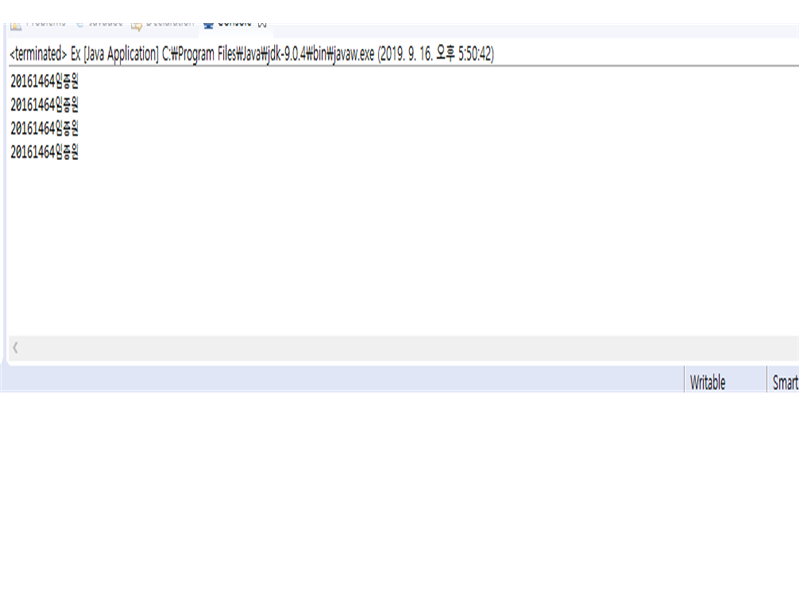 Problems @ Javadoc Declaration Console
<terminated> Ex [Java Application] C:₩Program Files₩Java₩jdk-9.0.4₩bin₩javaw.exe (2019. 9. 16. 오후 5:50:42)
20161464임종원
20161464임종원
20161464임종원
20161464임종원
Writable
Smart